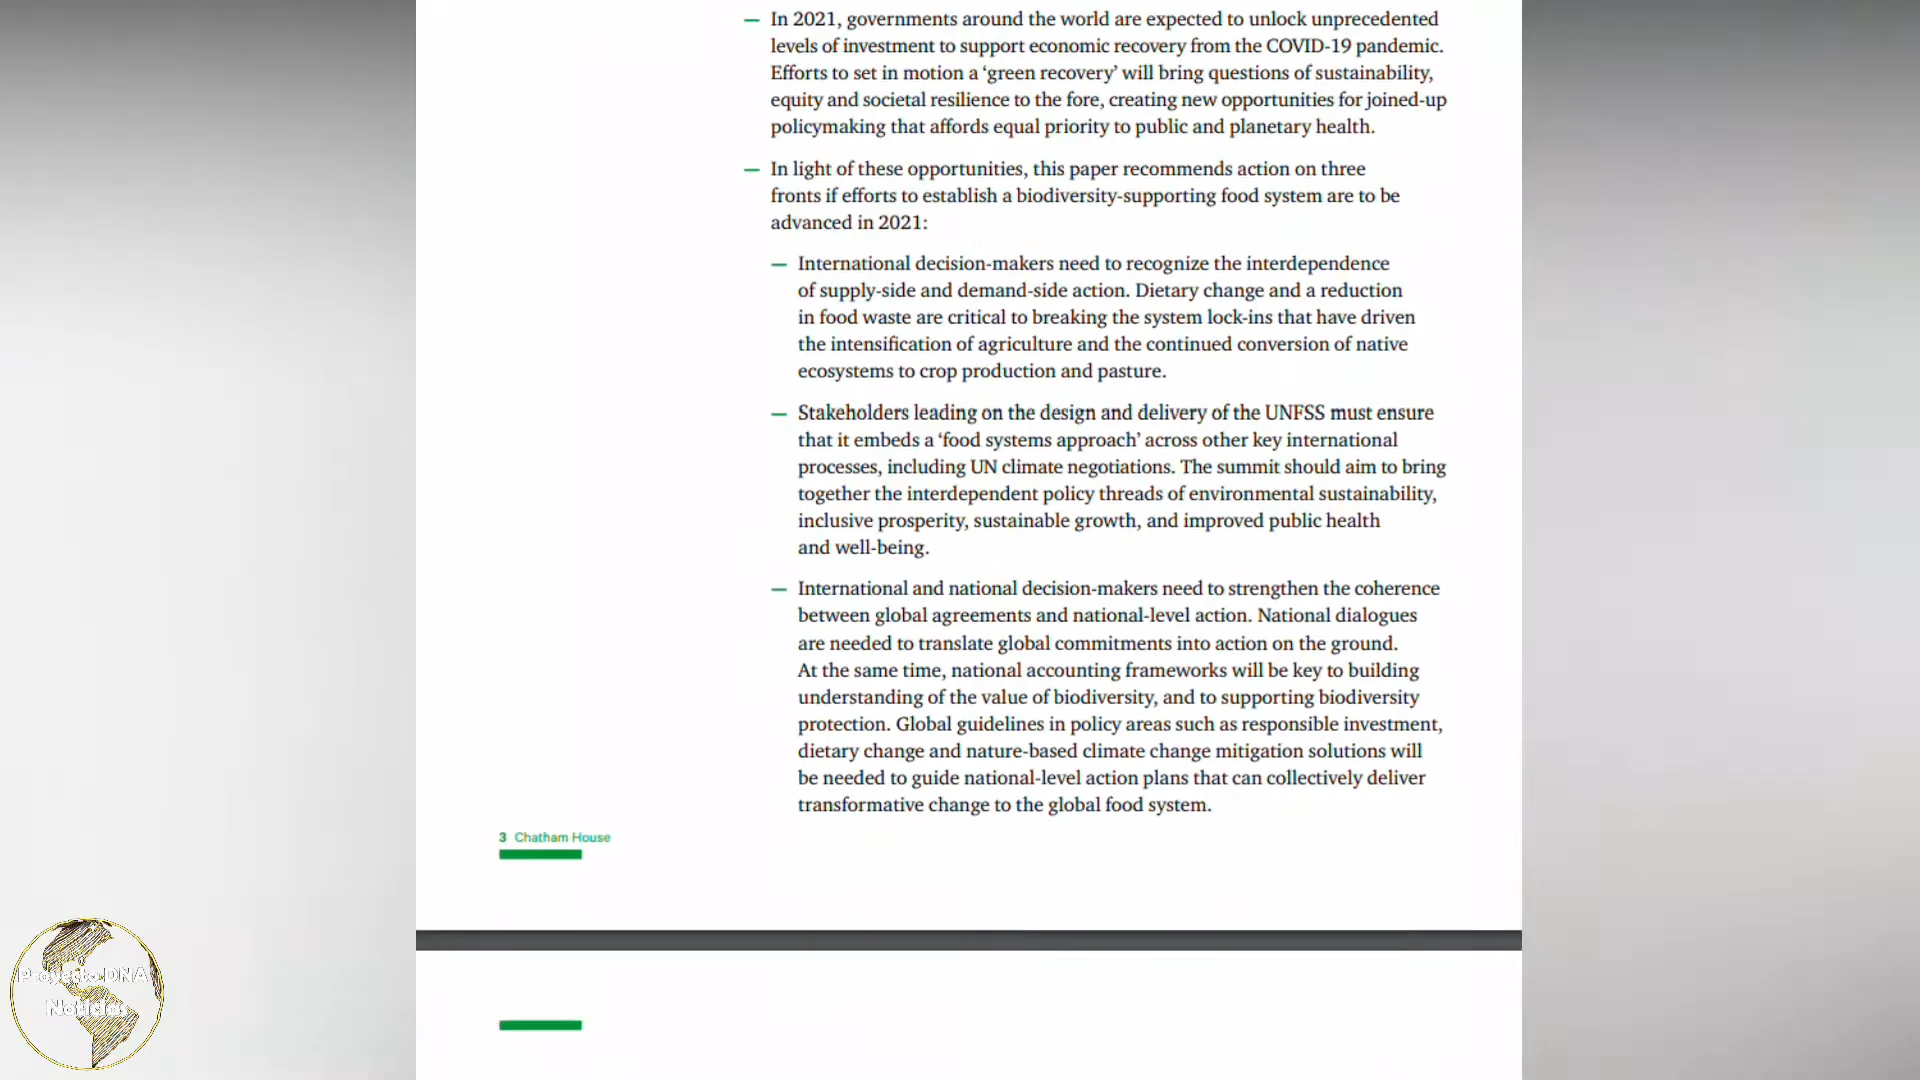 — In 2021, governments around the world are expected to unlock unprecedented
levels of investment to support economic recovery from the COVID-19 pandemic.
Efforts to set in motion a ‘green recovery’ will bring questions of sustainability,
equity and societal resilience to the fore, creating new opportunities for joined-up
policymaking that affords equal priority to public and planetary health.
— In light of these opportunities, this paper recommends action on three
fronts if efforts to establish a biodiversity-supporting food system are to be
advanced in 2021:
— International decision-makers need to recognize the interdependence
of supply-side and demand-side action. Dietary change and a reduction
in food waste are critical to breaking the system lock-ins that have driven
the intensification of agriculture and the continued conversion of native
ecosystems to crop production and pasture.
— Stakeholders leading on the design and delivery of the UNFSS must ensure
that it embeds a ‘food systems approach’ across other key international
processes, including UN climate negotiations. The summit should aim to bring
together the interdependent policy threads of environmental sustainability,
inclusive prosperity, sustainable growth, and improved public health
and well-being.
— International and national decision-makers need to strengthen the coherence
between global agreements and national-level action. National dialogues
are needed to translate global commitments into action on the ground.
At the same time, national accounting frameworks will be key to building
understanding of the value of biodiversity, and to supporting biodiversity
protection. Global guidelines in policy areas such as responsible investment,
dietary change and nature-based climate change mitigation solutions will
be needed to guide national-level action plans that can collectively deliver
transformative change to the global food system.
3 Chatham House
Proyecto DNA
Noticias